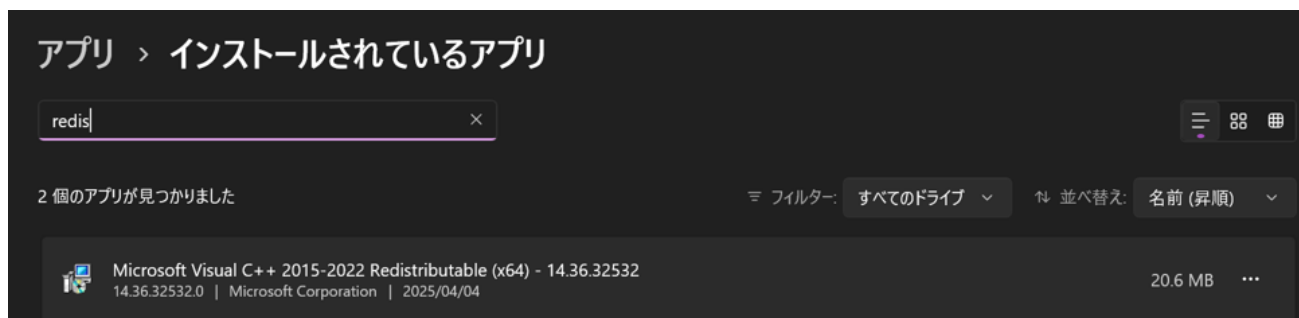 アプリ › インストールされているアプリ
redis
2 個のアプリが見つかりました フィルター: すべてのドライブ 並べ替え: 名前 (昇順)
Microsoft Visual C++ 2015-2022 Redistributable (x64) - 14.36.32532
14.36.32532.0 | Microsoft Corporation | 2025/04/04
20.6 MB